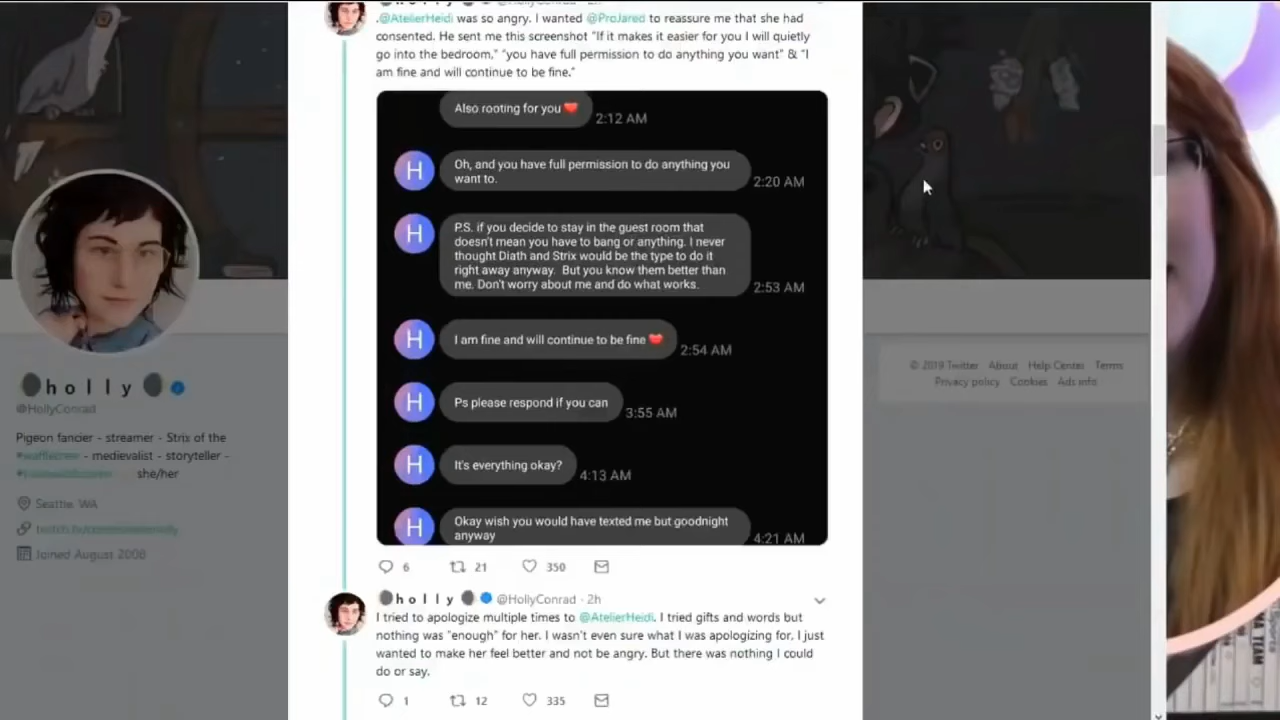 .@AtelierHeidi was so angry. I wanted @ProJared to reassure me that she had
consented. He sent me this screenshot "If it makes it easier for you I will quietly
go into the bedroom," "you have full permission to do anything you want" & "I
am fine and will continue to be fine."
Also rooting for you ❤️
2:12 AM
H
Oh, and you have full permission to do anything you
want to.
2:20 AM
H
P.S. if you decide to stay in the guest room that
doesn't mean you have to bang or anything. I never
thought Diath and Strix would be the type to do it
right away anyway. But you know them better than
me. Don't worry about me and do what works.
2:53 AM
H
I am fine and will continue to be fine ❤️
2:54 AM
H
Ps please respond if you can
3:55 AM
H
It's everything okay?
4:13 AM
H
Okay wish you would have texted me but goodnight
anyway
4:21 AM
6 21 350
holly @HollyConrad · 2h
I tried to apologize multiple times to @AtelierHeidi. I tried gifts and words but
nothing was "enough" for her. I wasn't even sure what I was apologizing for, I just
wanted to make her feel better and not be angry. But there was nothing I could
do or say.
1 12 335
holly
@HollyConrad
Pigeon fancier - streamer - Strix of the
#wafflecrew - medievalist - storyteller -
she/her
Seattle, WA
Joined August 2008
© 2019 Twitter About Help Center Terms
Privacy policy Cookies Ads info
TEAM